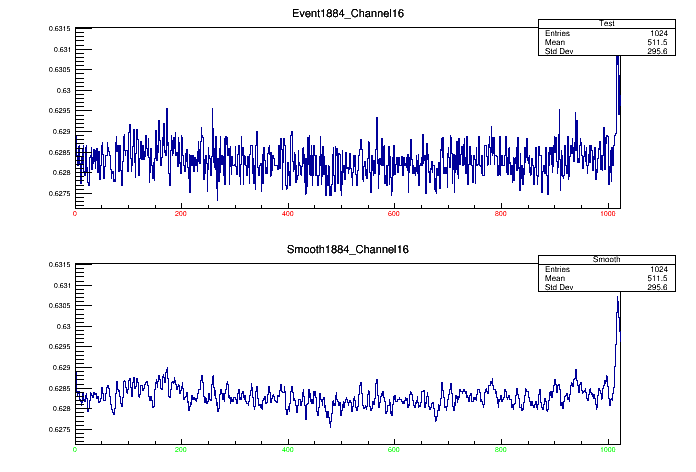 Event1884_Channel16
Test
Entries 1024
Mean 511.5
Std Dev 295.6
0.6315
0.631
0.6305
0.63
0.6295
0.629
0.6285
0.628
0.6275
0 200 400 600 800 1000
Smooth1884_Channel16
Smooth
Entries 1024
Mean 511.5
Std Dev 295.6
0.6315
0.631
0.6305
0.63
0.6295
0.629
0.6285
0.628
0.6275
0 200 400 600 800 1000